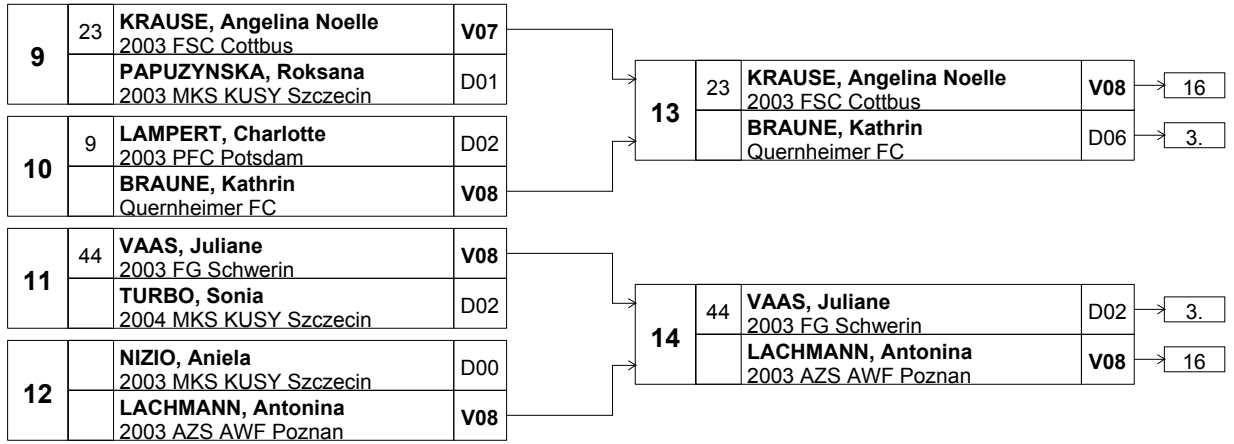 9
23
KRAUSE, Angelina Noelle
2003 FSC Cottbus
V07
PAPUZYNSKA, Roksana
2003 MKS KUSY Szczecin
D01
10
9
LAMPERT, Charlotte
2003 PFC Potsdam
D02
BRAUNE, Kathrin
Quernheimer FC
V08
11
44
VAAS, Juliane
2003 FG Schwerin
V08
TURBO, Sonia
2004 MKS KUSY Szczecin
D02
12
NIZIO, Aniela
2003 MKS KUSY Szczecin
D00
LACHMANN, Antonina
2003 AZS AWF Poznan
V08
13
23
KRAUSE, Angelina Noelle
2003 FSC Cottbus
V08
16
BRAUNE, Kathrin
Quernheimer FC
D06
3.
14
44
VAAS, Juliane
2003 FG Schwerin
D02
3.
LACHMANN, Antonina
2003 AZS AWF Poznan
V08
16